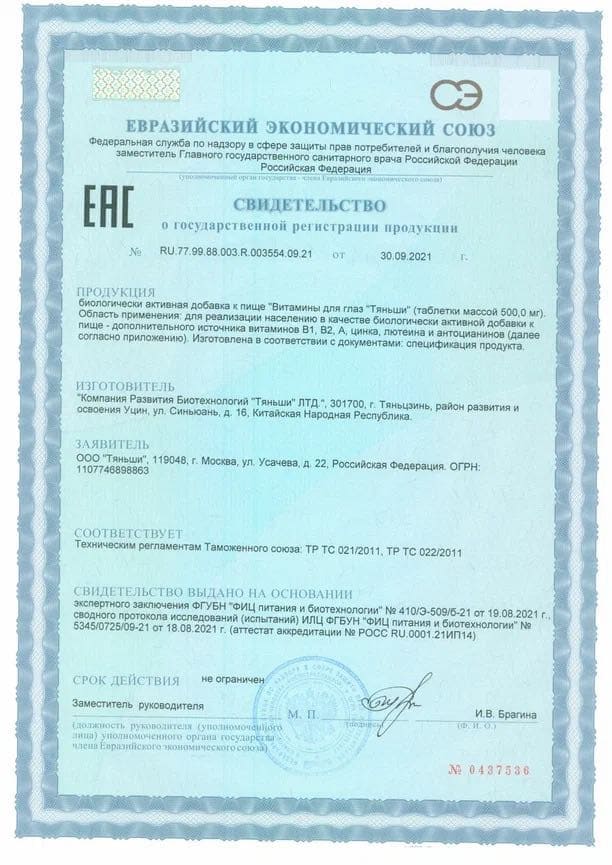 СЭ
ЕВРАЗИЙСКИЙ ЭКОНОМИЧЕСКИЙ СОЮЗ
Федеральная служба по надзору в сфере защиты прав потребителей и благополучия человека
заместитель Главного государственного санитарного врача Российской Федерации
Российская Федерация
(уполномоченный орган государства - члена Евразийского экономического союза)
ЕАС
СВИДЕТЕЛЬСТВО
о государственной регистрации продукции
№ RU.77.99.88.003.R.003554.09.21 от 30.09.2021 г.
ПРОДУКЦИЯ
биологически активная добавка к пище "Витамины для глаз "Тяньши" (таблетки массой 500,0 мг).
Область применения: для реализации населению в качестве биологически активной добавки к
пище - дополнительного источника витаминов В1, В2, А, цинка, лютеина и антоцианинов (далее
согласно приложению). Изготовлена в соответствии с документами: спецификация продукта.
ИЗГОТОВИТЕЛЬ
"Компания Развития Биотехнологий "Тяньши" ЛТД.", 301700, г. Тяньцзинь, район развития и
освоения Уцин, ул. Синьюань, д. 16, Китайская Народная Республика.
ЗАЯВИТЕЛЬ
ООО "Тяньши", 119048, г. Москва, ул. Усачева, д. 22, Российская Федерация. ОГРН:
1107746898863
СООТВЕТСТВУЕТ
Техническим регламентам Таможенного союза: ТР ТС 021/2011, ТР ТС 022/2011
СВИДЕТЕЛЬСТВО ВЫДАНО НА ОСНОВАНИИ
экспертного заключения ФГУБН "ФИЦ питания и биотехнологии" № 410/Э-509/б-21 от 19.08.2021 г.,
сводного протокола исследований (испытаний) ИЛЦ ФГБУН "ФИЦ питания и биотехнологии" №
5345/0725/09-21 от 18.08.2021 г. (аттестат аккредитации № РОСС RU.0001.21ИП14)
СРОК ДЕЙСТВИЯ не ограничен
Заместитель руководителя
М. П.
И.В. Брагина
(должность руководителя (уполномоченного
лица) уполномоченного органа государства -
члена Евразийского экономического союза)
(подпись)
(Ф. И. О.)
№ 0437536